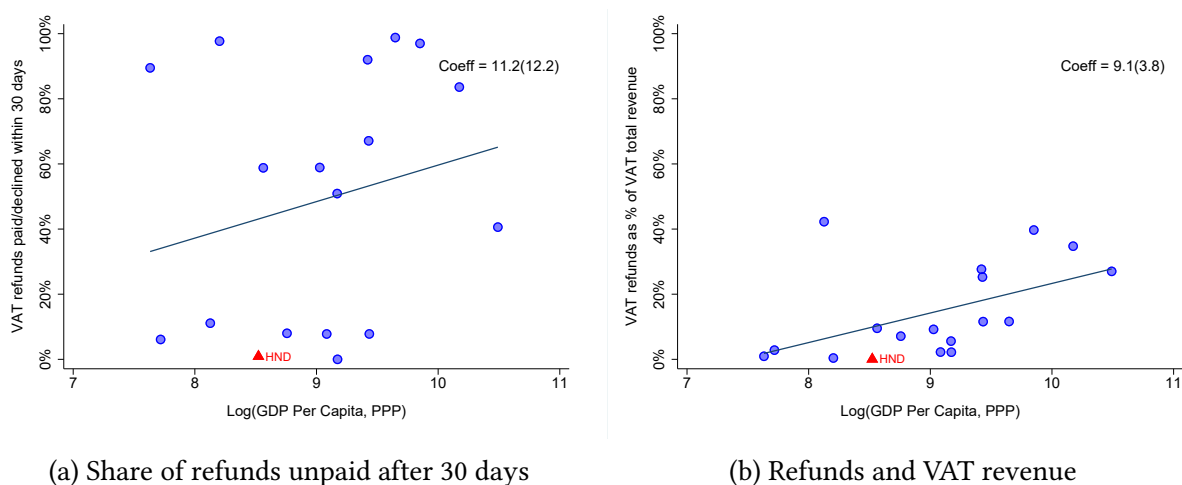 VAT refunds paid/declined within 30 days
100%
80%
60%
40%
20%
0%
Coeff = 11.2(12.2)
HND
7 8 9 10 11
Log(GDP Per Capita, PPP)
(a) Share of refunds unpaid after 30 days
VAT refunds as % of VAT total revenue
100%
80%
60%
40%
20%
0%
Coeff = 9.1(3.8)
HND
7 8 9 10 11
Log(GDP Per Capita, PPP)
(b) Refunds and VAT revenue